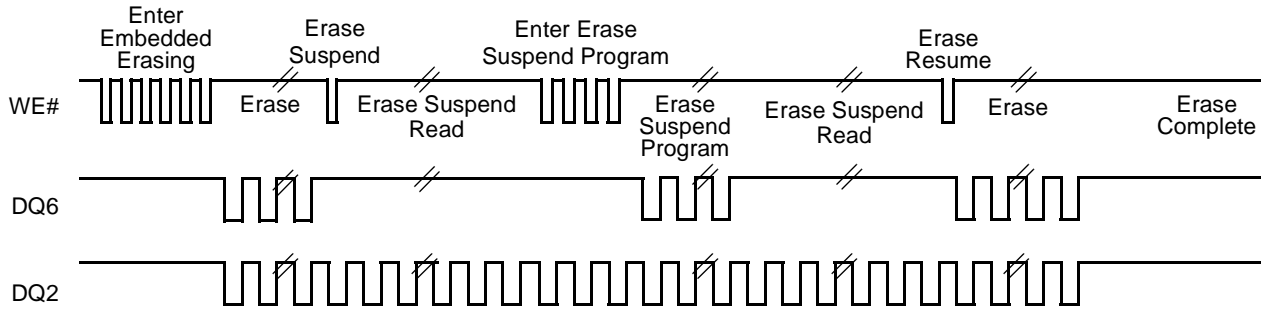 Enter
Embedded
Erasing
Erase
Suspend
Enter Erase
Suspend Program
Erase
Resume
WE#
Erase
Erase Suspend
Read
Erase
Suspend
Program
Erase Suspend
Read
Erase
Erase
Complete
DQ6
DQ2